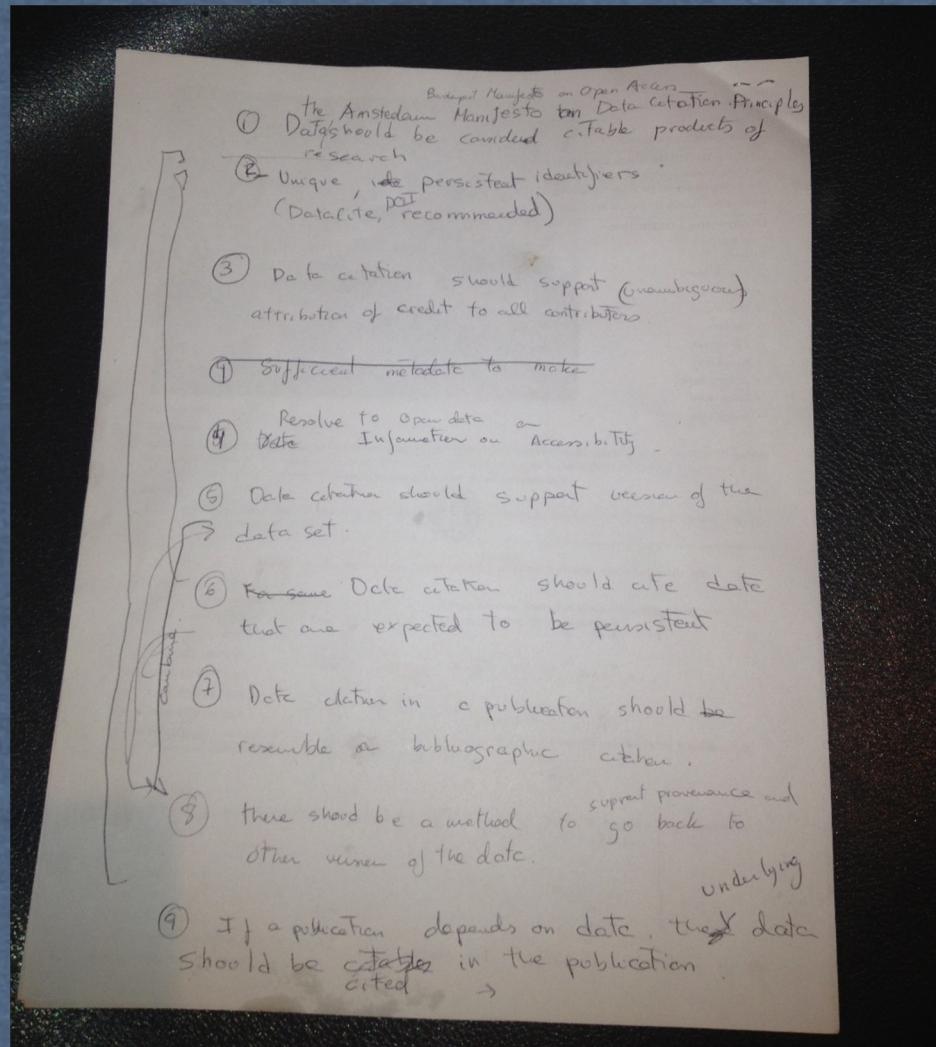 Budapest Manifesto on Open Access
the Amsterdam Manifesto on Data Citation Principles
① Data should be considered citable products of
research
② Unique, persistent identifiers
(DataCite, DOI recommended)
③ Data citation should support (unambiguous)
attribution of credit to all contributors
④ Sufficient metadata to make
Resolve to Open data or
④ Data Information on Accessibility.
⑤ Data citation should support version of the
data set.
⑥ For some Data citation should cite data
that are expected to be persistent
combine
⑦ Data citation in a publication should be
resemble a bibliographic citation.
support provenance and
⑧ there shoud be a method to go back to
other version of the data.
underlying
⑨ If a publication depends on data, the data
should be citable in the publication
cited →